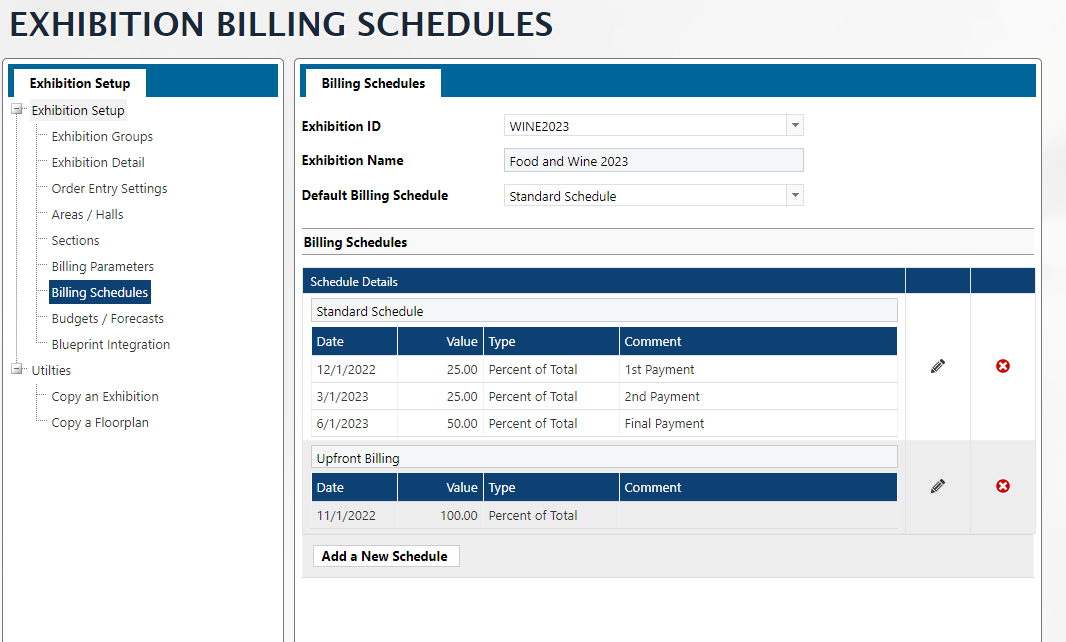 EXHIBITION BILLING SCHEDULES
Exhibition Setup
Exhibition Setup
Exhibition Groups
Exhibition Detail
Order Entry Settings
Areas / Halls
Sections
Billing Parameters
Billing Schedules
Budgets / Forecasts
Blueprint Integration
Utilties
Copy an Exhibition
Copy a Floorplan
Billing Schedules
Exhibition ID WINE2023
Exhibition Name Food and Wine 2023
Default Billing Schedule Standard Schedule
Billing Schedules
Schedule Details
Standard Schedule
Date Value Type Comment
12/1/2022 25.00 Percent of Total 1st Payment
3/1/2023 25.00 Percent of Total 2nd Payment
6/1/2023 50.00 Percent of Total Final Payment
Upfront Billing
Date Value Type Comment
11/1/2022 100.00 Percent of Total
Add a New Schedule